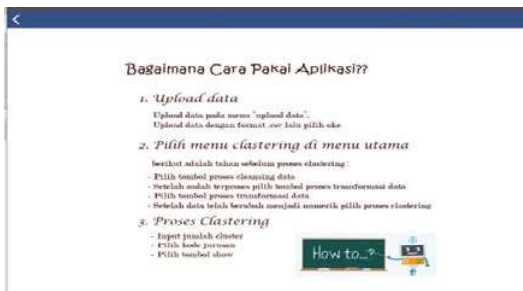 Bagaimana Cara Pakai Aplikasi??
1. Upload data
Upload data pada menu "upload data".
Upload data dengan format .csv lalu pilih oke
2. Pilih menu clastering di menu utama
berikut adalah tahan sebelum proses clastering :
- Pilih tombol proses cleansing data
- Setelah sudah terproses pilih tombol proses transformasi data
- Pilih tombol proses transformasi data
- Setelah data telah berubah menjadi numerik pilih proses clastering
3. Proses Clastering
- Input jumlah cluster
- Pilih kode jurusan
- Pilih tombol show
How to...?